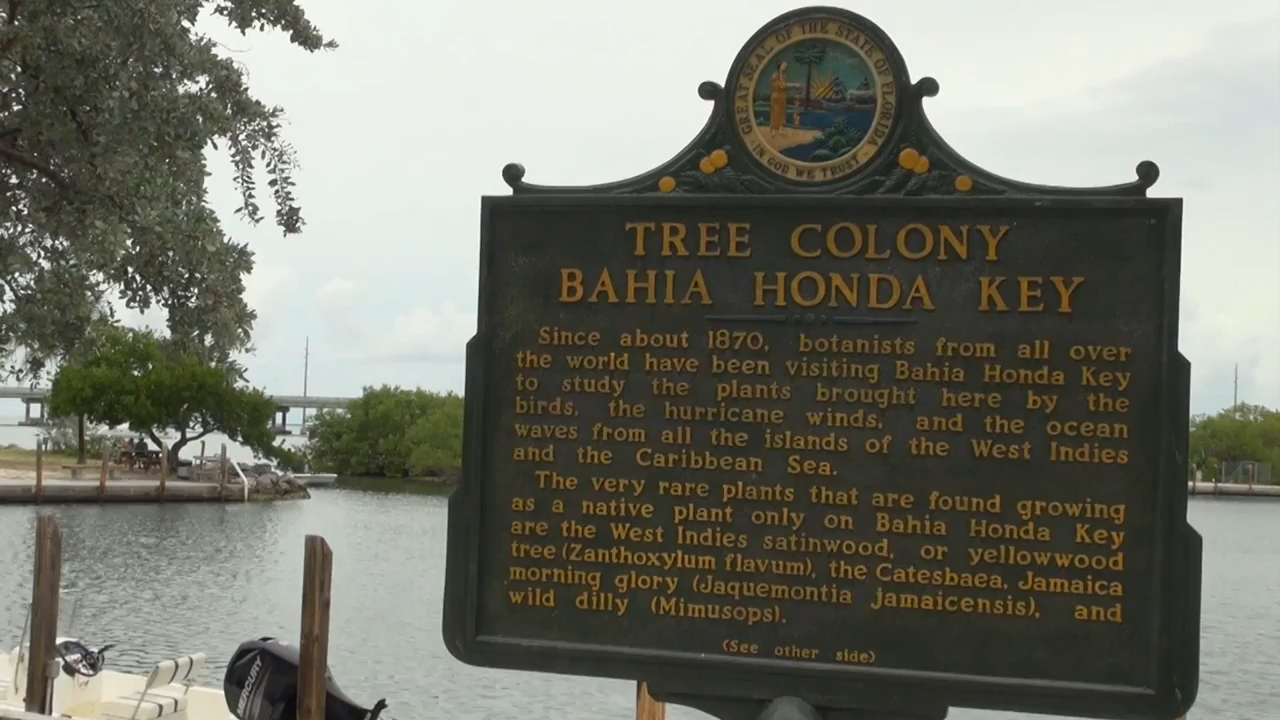 GREAT SEAL OF THE STATE OF FLORIDA
IN GOD WE TRUST
TREE COLONY
BAHIA HONDA KEY
Since about 1870, botanists from all over
the world have been visiting Bahia Honda Key
to study the plants brought here by the
birds, the hurricane winds, and the ocean
waves from all the islands of the West Indies
and the Caribbean Sea.
The very rare plants that are found growing
as a native plant only on Bahia Honda Key
are the West Indies satinwood, or yellowwood
tree (Zanthoxylum flavum), the Catesbaea, Jamaica
morning glory (Jaquemontia jamaicensis), and
wild dilly (Mimusops).
(See other side)
MERCURY